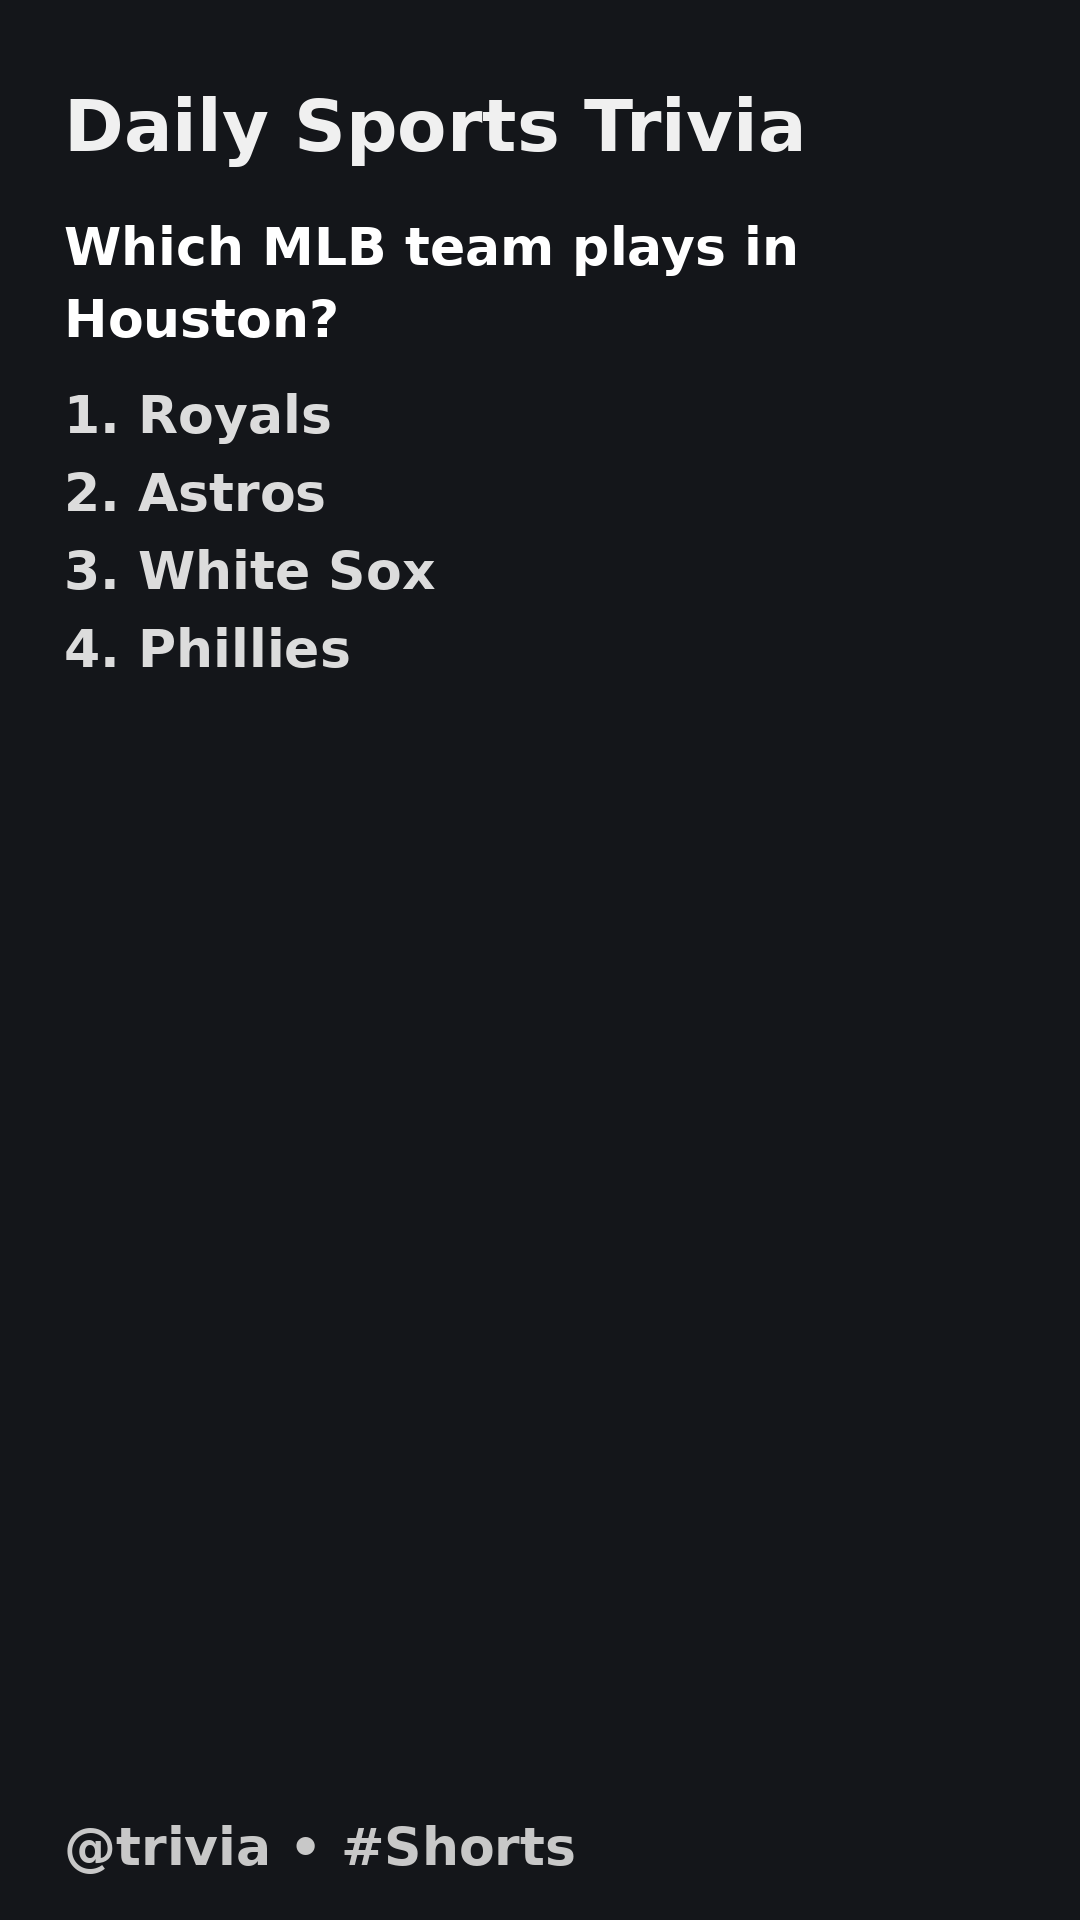 Daily Sports Trivia
Which MLB team plays in
Houston?
1. Royals
2. Astros
3. White Sox
4. Phillies
@trivia • #Shorts